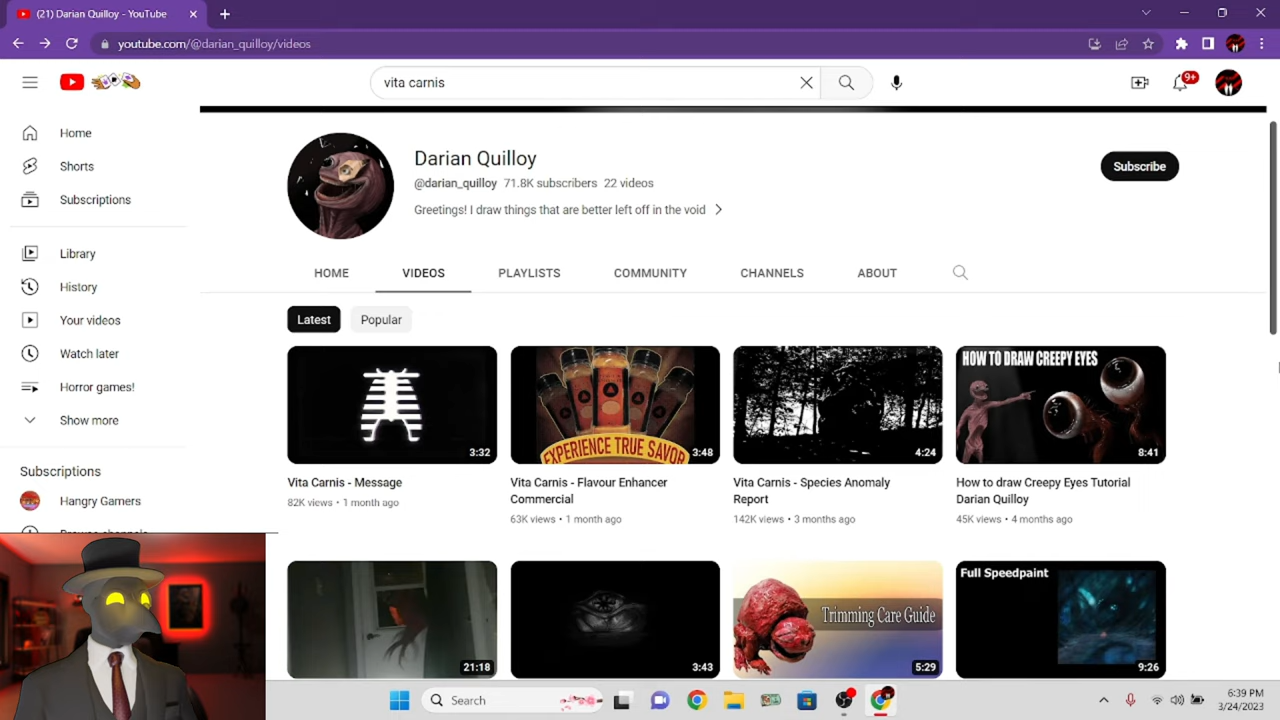 (21) Darian Quilloy - YouTube
youtube.com/@darian_quilloy/videos
vita carnis
9+
Home
Shorts
Subscriptions
Library
History
Your videos
Watch later
Horror games!
Show more
Subscriptions
Hangry Gamers
Darian Quilloy
@darian_quilloy 71.8K subscribers 22 videos
Greetings! I draw things that are better left off in the void
Subscribe
HOME VIDEOS PLAYLISTS COMMUNITY CHANNELS ABOUT
Latest Popular
3:32
EXPERIENCE TRUE SAVOR
3:48
4:24
HOW TO DRAW CREEPY EYES
8:41
Vita Carnis - Message
82K views • 1 month ago
Vita Carnis - Flavour Enhancer
Commercial
63K views • 1 month ago
Vita Carnis - Species Anomaly
Report
142K views • 3 months ago
How to draw Creepy Eyes Tutorial
Darian Quilloy
45K views • 4 months ago
21:18
3:43
Trimming Care Guide
5:29
Full Speedpaint
9:26
Search
6:39 PM
3/24/2023